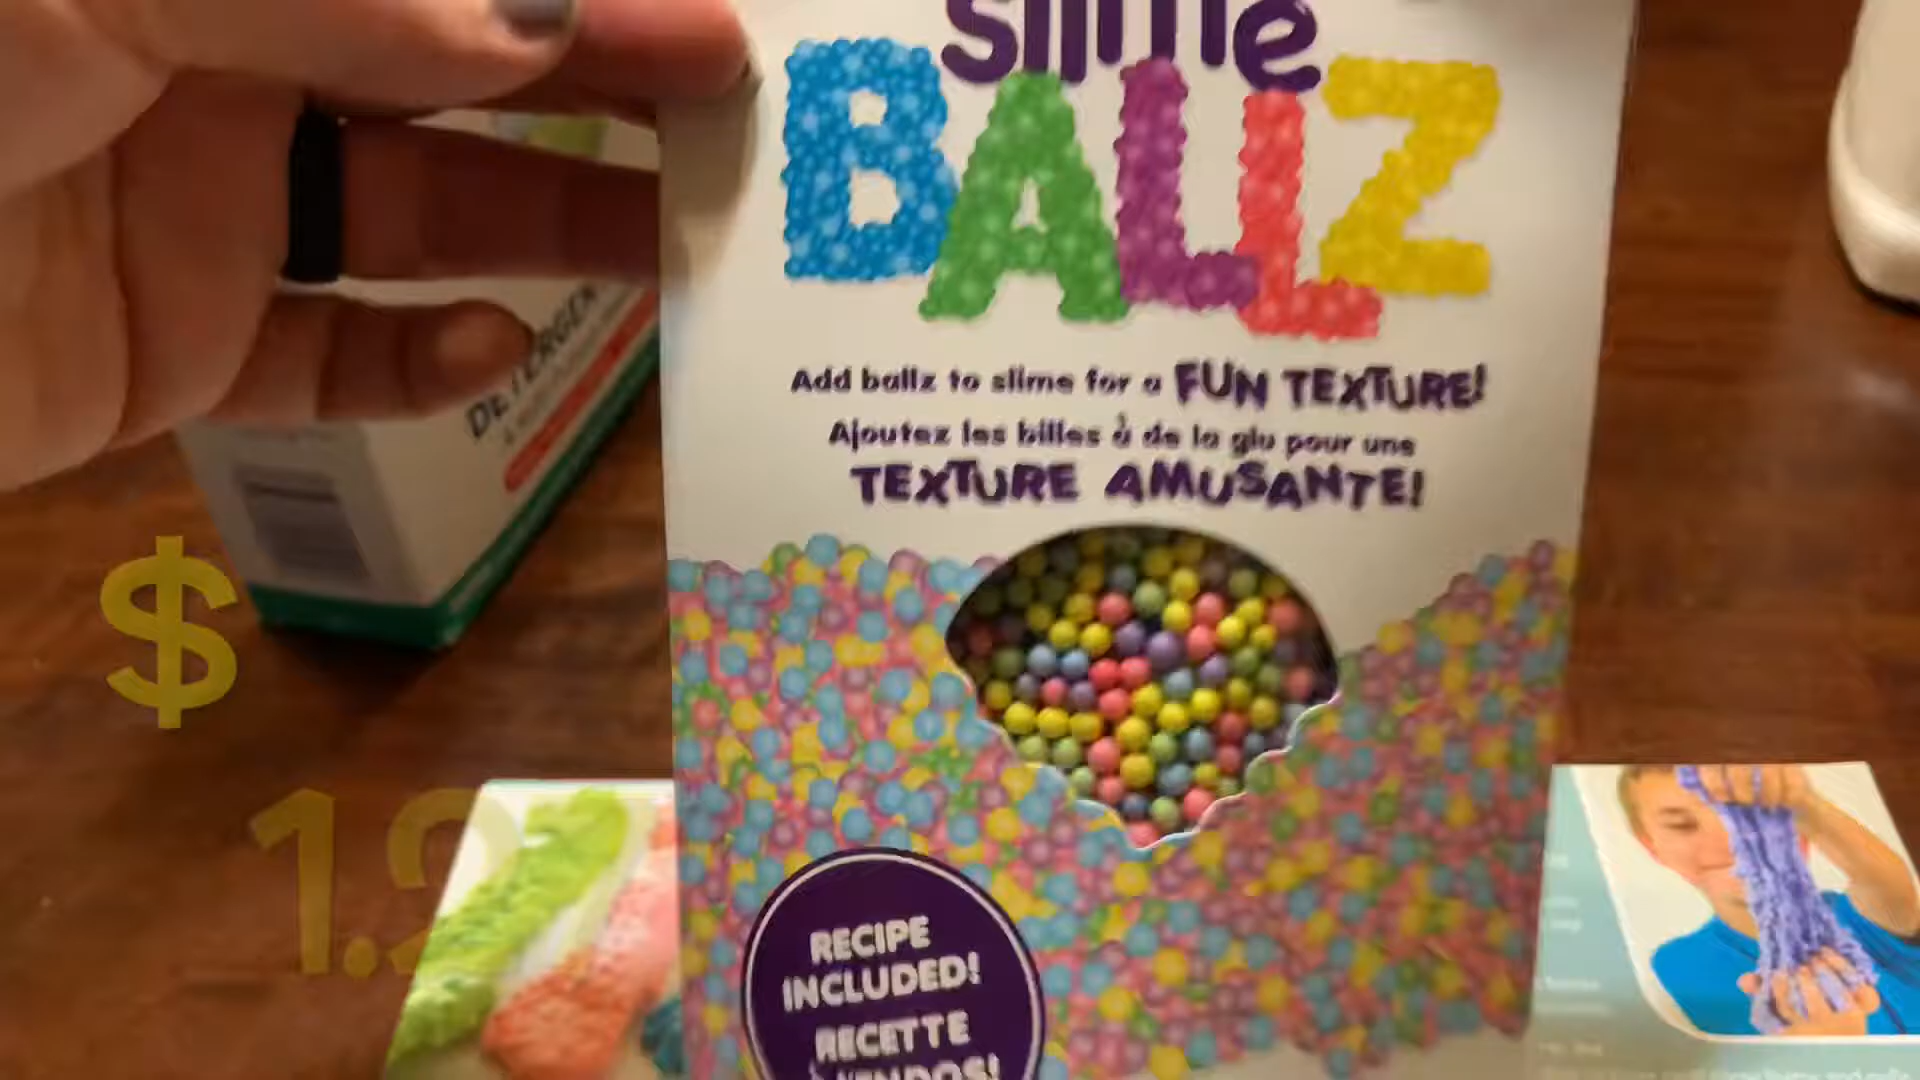 slime
BALLZ
Add ballz to slime for a FUN TEXTURE!
Ajoutez les billes à de la glu pour une
TEXTURE AMUSANTE!
RECIPE
INCLUDED!
RECETTE
$